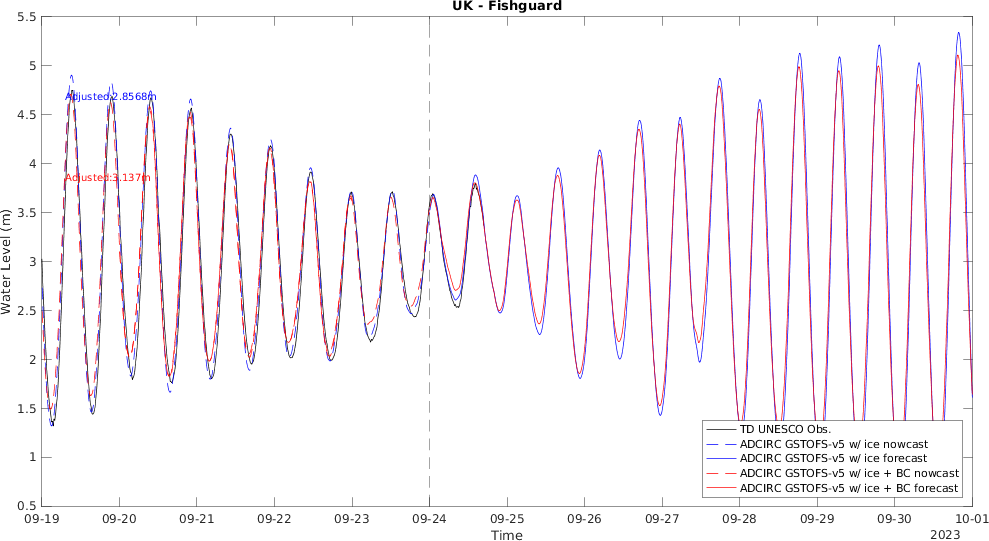 UK - Fishguard
5.5
5
4.5
4
3.5
3
2.5
2
1.5
1
0.5
Water Level (m)
Adjusted:2.8568m
Adjusted:3.137m
TD UNESCO Obs.
ADCIRC GSTOFS-v5 w/ ice nowcast
ADCIRC GSTOFS-v5 w/ ice forecast
ADCIRC GSTOFS-v5 w/ ice + BC nowcast
ADCIRC GSTOFS-v5 w/ ice + BC forecast
09-19 09-20 09-21 09-22 09-23 09-24 09-25 09-26 09-27 09-28 09-29 09-30 10-01
Time
2023